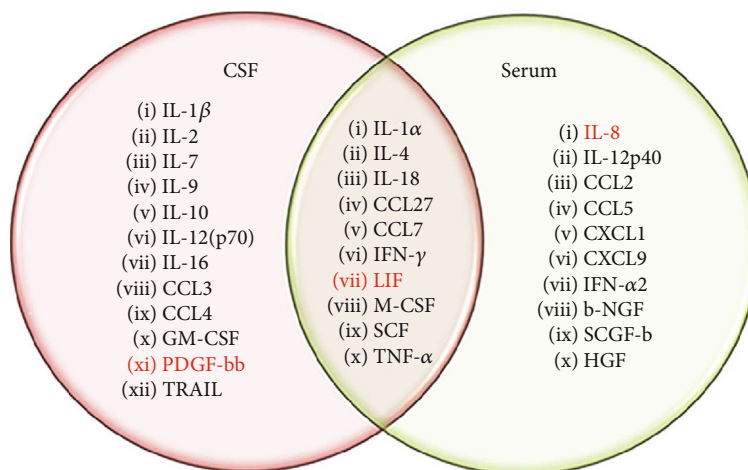 CSF
(i) IL-1β
(ii) IL-2
(iii) IL-7
(iv) IL-9
(v) IL-10
(vi) IL-12(p70)
(vii) IL-16
(viii) CCL3
(ix) CCL4
(x) GM-CSF
(xi) PDGF-bb
(xii) TRAIL
(i) IL-1α
(ii) IL-4
(iii) IL-18
(iv) CCL27
(v) CCL7
(vi) IFN-γ
(vii) LIF
(viii) M-CSF
(ix) SCF
(x) TNF-α
Serum
(i) IL-8
(ii) IL-12p40
(iii) CCL2
(iv) CCL5
(v) CXCL1
(vi) CXCL9
(vii) IFN-α2
(viii) b-NGF
(ix) SCGF-b
(x) HGF